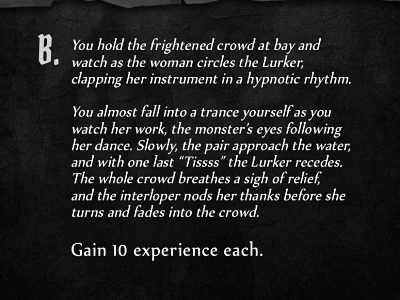 B. You hold the frightened crowd at bay and
watch as the woman circles the Lurker,
clapping her instrument in a hypnotic rhythm.
You almost fall into a trance yourself as you
watch her work, the monster's eyes following
her dance. Slowly, the pair approach the water,
and with one last “Tissss” the Lurker recedes.
The whole crowd breathes a sigh of relief,
and the interloper nods her thanks before she
turns and fades into the crowd.
Gain 10 experience each.